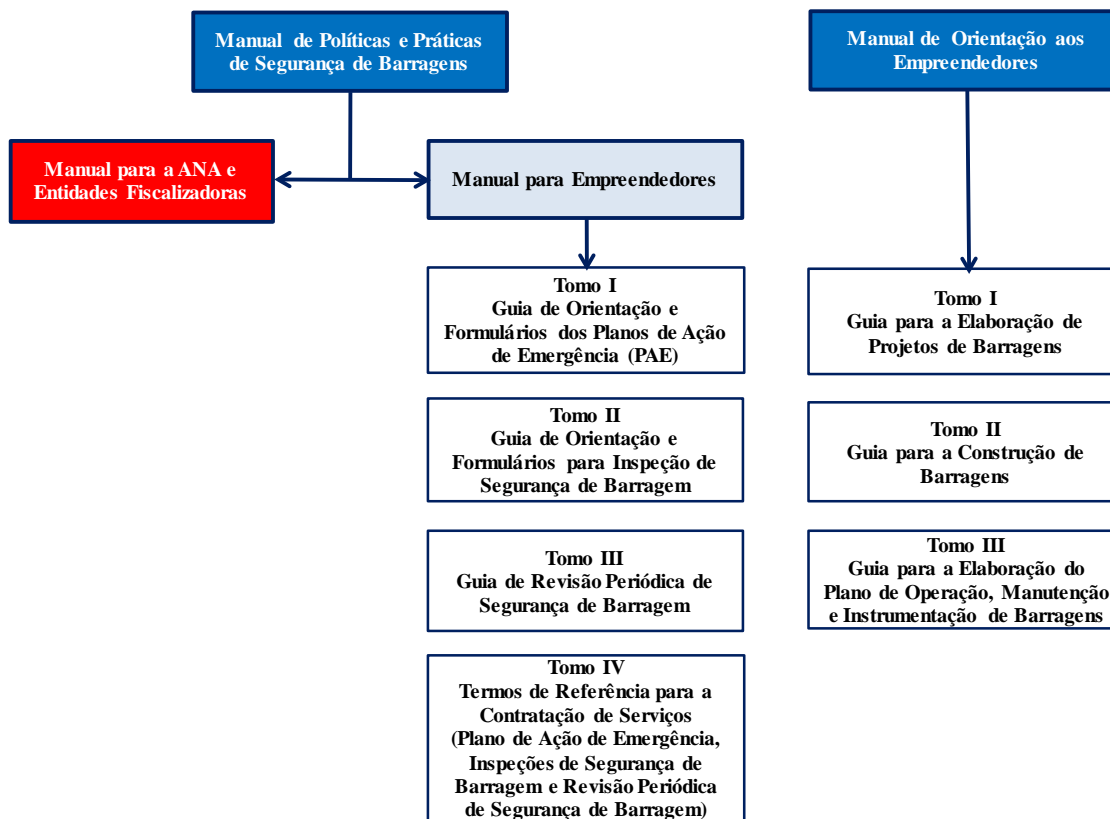 Manual de Políticas e Práticas
de Segurança de Barragens
Manual de Orientação aos
Empreendedores
Manual para a ANA e
Entidades Fiscalizadoras
Manual para Empreendedores
Tomo I
Guia de Orientação e
Formulários dos Planos de Ação
de Emergência (PAE)
Tomo I
Guia para a Elaboração de
Projetos de Barragens
Tomo II
Guia de Orientação e
Formulários para Inspeção de
Segurança de Barragem
Tomo II
Guia para a Construção de
Barragens
Tomo III
Guia de Revisão Periódica de
Segurança de Barragem
Tomo III
Guia para a Elaboração do
Plano de Operação, Manutenção
e Instrumentação de Barragens
Tomo IV
Termos de Referência para a
Contratação de Serviços
(Plano de Ação de Emergência,
Inspeções de Segurança de
Barragem e Revisão Periódica
de Segurança de Barragem)